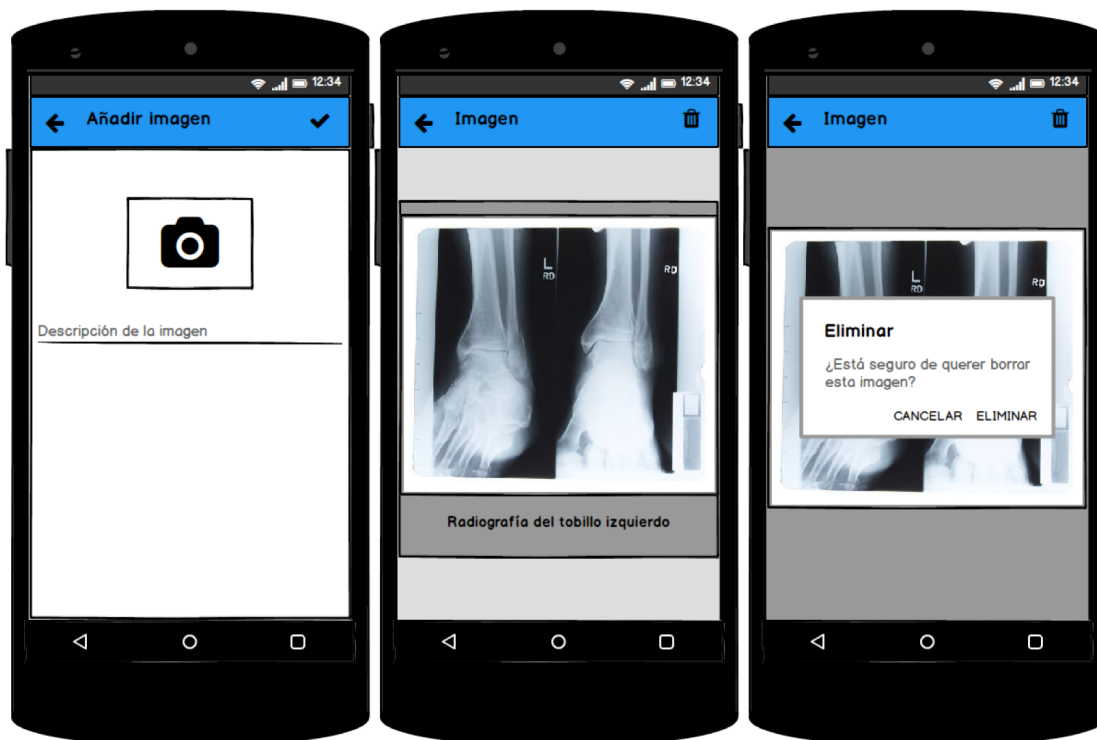 12:34
Añadir imagen
Descripción de la imagen
12:34
Imagen
L
RD
RD
Radiografía del tobillo izquierdo
12:34
Imagen
L
RD
RD
Eliminar
¿Está seguro de querer borrar
esta imagen?
CANCELAR ELIMINAR